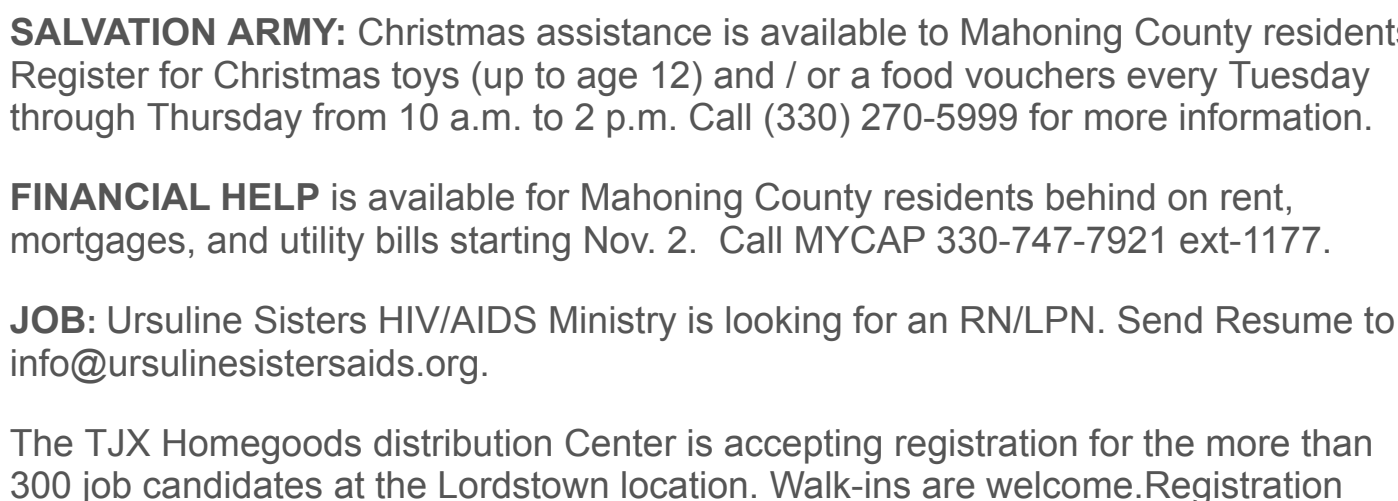 SALVATION ARMY: Christmas assistance is available to Mahoning County residents
Register for Christmas toys (up to age 12) and / or a food vouchers every Tuesday
through Thursday from 10 a.m. to 2 p.m. Call (330) 270-5999 for more information.
FINANCIAL HELP is available for Mahoning County residents behind on rent,
mortgages, and utility bills starting Nov. 2.  Call MYCAP 330-747-7921 ext-1177.
JOB: Ursuline Sisters HIV/AIDS Ministry is looking for an RN/LPN. Send Resume to
info@ursulinesistersaids.org.
The TJX Homegoods distribution Center is accepting registration for the more than
300 job candidates at the Lordstown location. Walk-ins are welcome.Registration